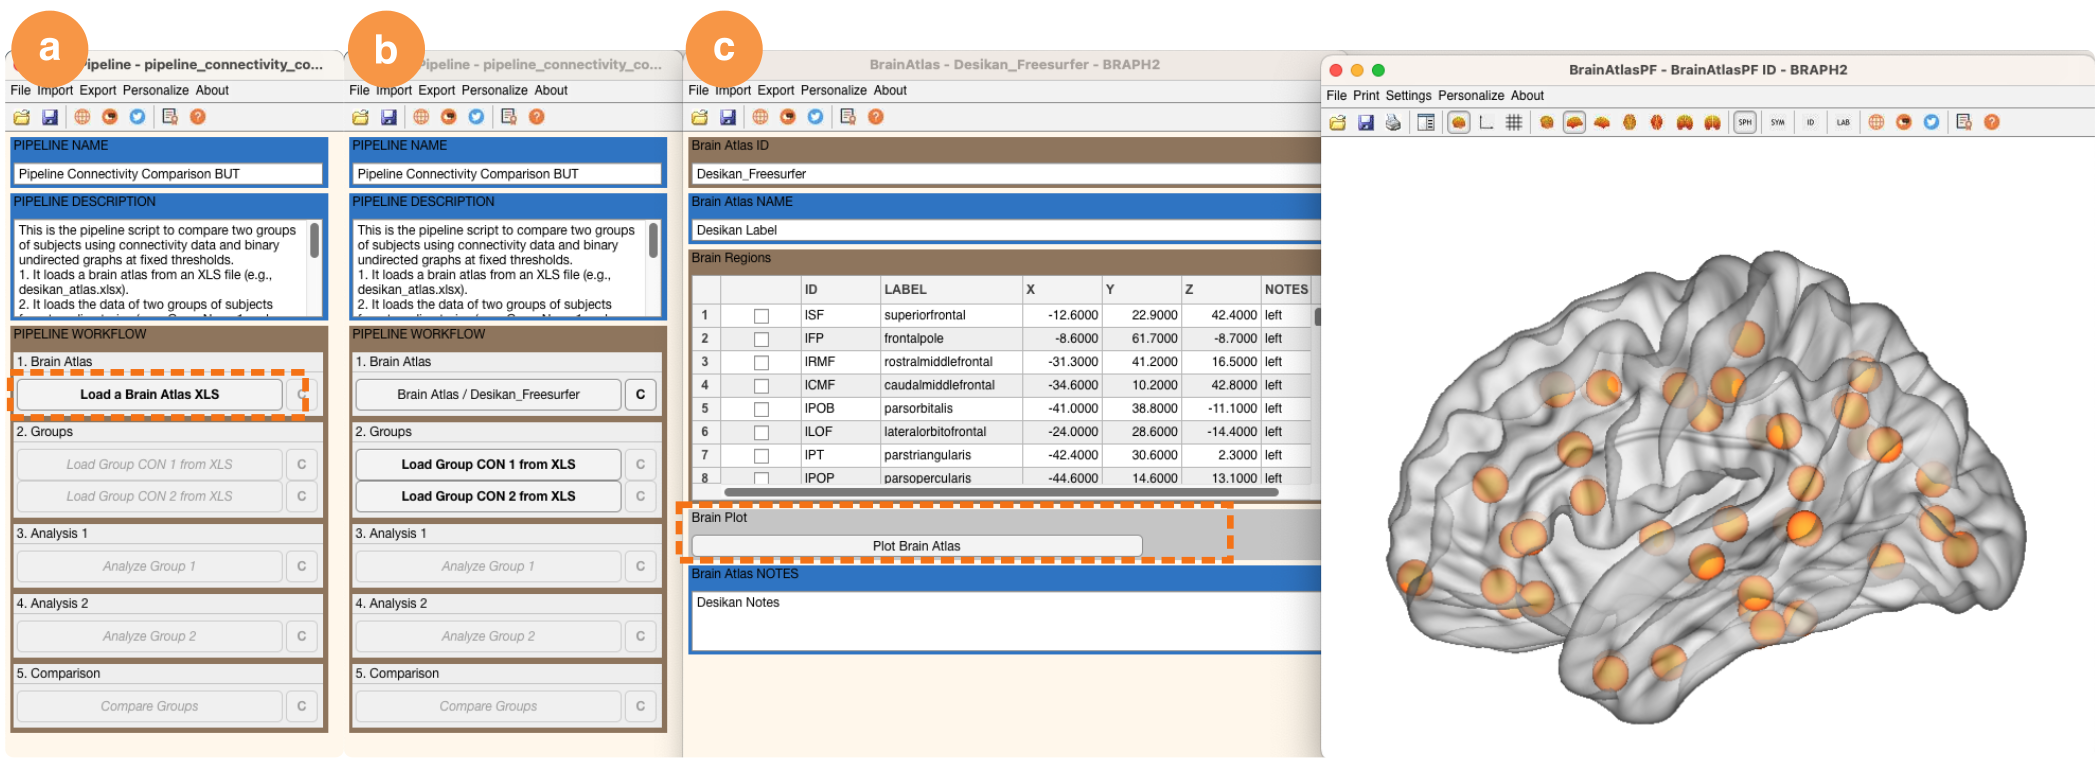 a
Pipeline - pipeline_connectivity_co...
File Import Export Personalize About
PIPELINE NAME
Pipeline Connectivity Comparison BUT
PIPELINE DESCRIPTION
This is the pipeline script to compare two groups
of subjects using connectivity data and binary
undirected graphs at fixed thresholds.
1. It loads a brain atlas from an XLS file (e.g.,
desikan_atlas.xlsx).
2. It loads the data of two groups of subjects
PIPELINE WORKFLOW
1. Brain Atlas
Load a Brain Atlas XLS C
2. Groups
Load Group CON 1 from XLS C
Load Group CON 2 from XLS C
3. Analysis 1
Analyze Group 1 C
4. Analysis 2
Analyze Group 2 C
5. Comparison
Compare Groups C
b
Pipeline - pipeline_connectivity_co...
File Import Export Personalize About
PIPELINE NAME
Pipeline Connectivity Comparison BUT
PIPELINE DESCRIPTION
This is the pipeline script to compare two groups
of subjects using connectivity data and binary
undirected graphs at fixed thresholds.
1. It loads a brain atlas from an XLS file (e.g.,
desikan_atlas.xlsx).
2. It loads the data of two groups of subjects
PIPELINE WORKFLOW
1. Brain Atlas
Brain Atlas / Desikan_Freesurfer C
2. Groups
Load Group CON 1 from XLS C
Load Group CON 2 from XLS C
3. Analysis 1
Analyze Group 1 C
4. Analysis 2
Analyze Group 2 C
5. Comparison
Compare Groups C
c
BrainAtlas - Desikan_Freesurfer - BRAPH2
File Import Export Personalize About
Brain Atlas ID
Desikan_Freesurfer
Brain Atlas NAME
Desikan Label
Brain Regions
ID LABEL X Y Z NOTES
1 lSF superiorfrontal -12.6000 22.9000 42.4000 left
2 lFP frontalpole -8.6000 61.7000 -8.7000 left
3 lRMF rostralmiddlefrontal -31.3000 41.2000 16.5000 left
4 lCMF caudalmiddlefrontal -34.6000 10.2000 42.8000 left
5 lPOB parsorbitalis -41.0000 38.8000 -11.1000 left
6 lLOF lateralorbitofrontal -24.0000 28.6000 -14.4000 left
7 lPT parstriangularis -42.4000 30.6000 2.3000 left
8 lPOP parsopercularis -44.6000 14.6000 13.1000 left
Brain Plot
Plot Brain Atlas
Brain Atlas NOTES
Desikan Notes
BrainAtlasPF - BrainAtlasPF ID - BRAPH2
File Print Settings Personalize About
SPH SYM ID LAB